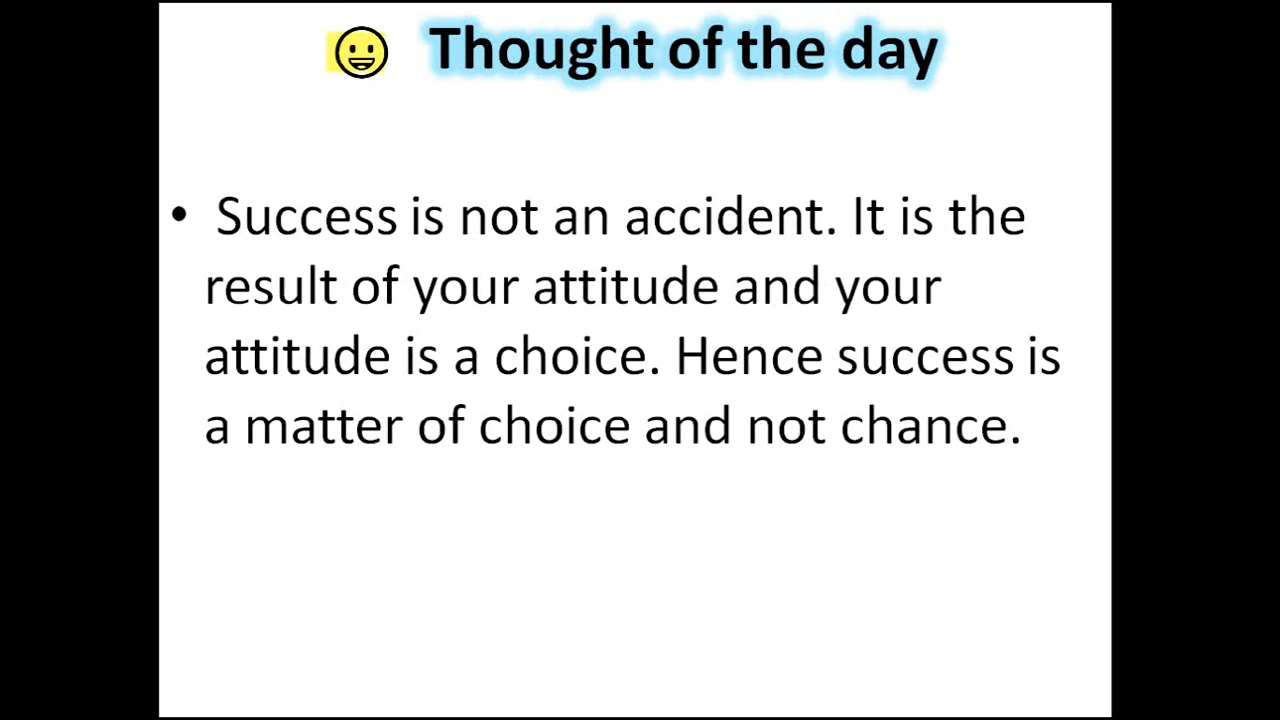 Thought of the day
• Success is not an accident. It is the
result of your attitude and your
attitude is a choice. Hence success is
a matter of choice and not chance.